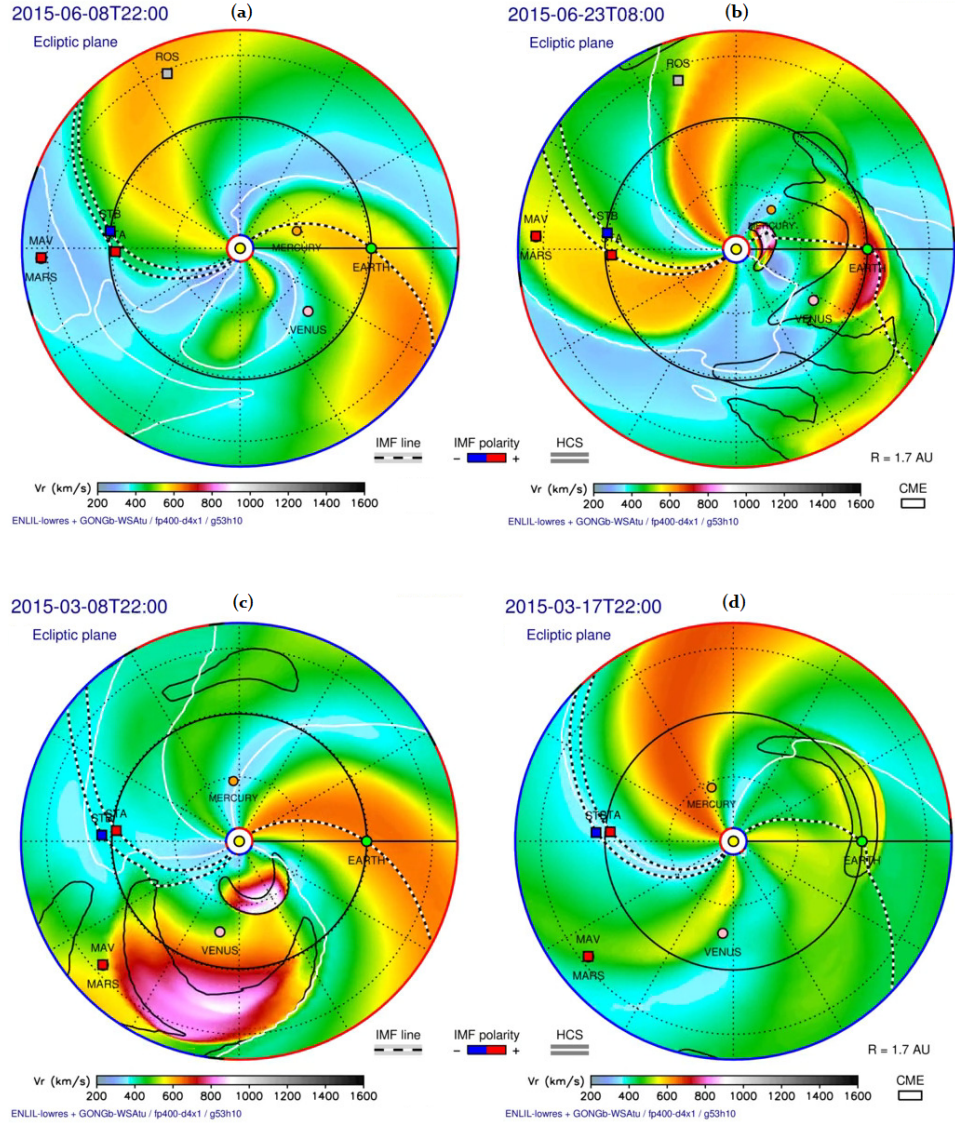 2015-06-08T22:00
(a)
Ecliptic plane
ROS
STB
TA
MAV
MARS
MERCURY
EARTH
VENUS
2015-06-23T08:00
(b)
Ecliptic plane
ROS
MAV
MARS
STB
A
MERCURY
EARTH
VENUS
IMF line
IMF polarity
- +
HCS
R = 1.7 AU
Vr (km/s)
200 400 600 800 1000 1200 1400 1600
ENLIL-lowres + GONGb-WSAtu / fp400-d4x1 / g53h10
Vr (km/s)
200 400 600 800 1000 1200 1400 1600
CME
ENLIL-lowres + GONGb-WSAtu / fp400-d4x1 / g53h10
2015-03-08T22:00
(c)
Ecliptic plane
MERCURY
STA
EARTH
VENUS
MAV
MARS
2015-03-17T22:00
(d)
Ecliptic plane
MERCURY
STA
EARTH
VENUS
MAV
MARS
IMF line
IMF polarity
- +
HCS
R = 1.7 AU
Vr (km/s)
200 400 600 800 1000 1200 1400 1600
ENLIL-lowres + GONGb-WSAtu / fp400-d4x1 / g53h10
Vr (km/s)
200 400 600 800 1000 1200 1400 1600
CME
ENLIL-lowres + GONGb-WSAtu / fp400-d4x1 / g53h10